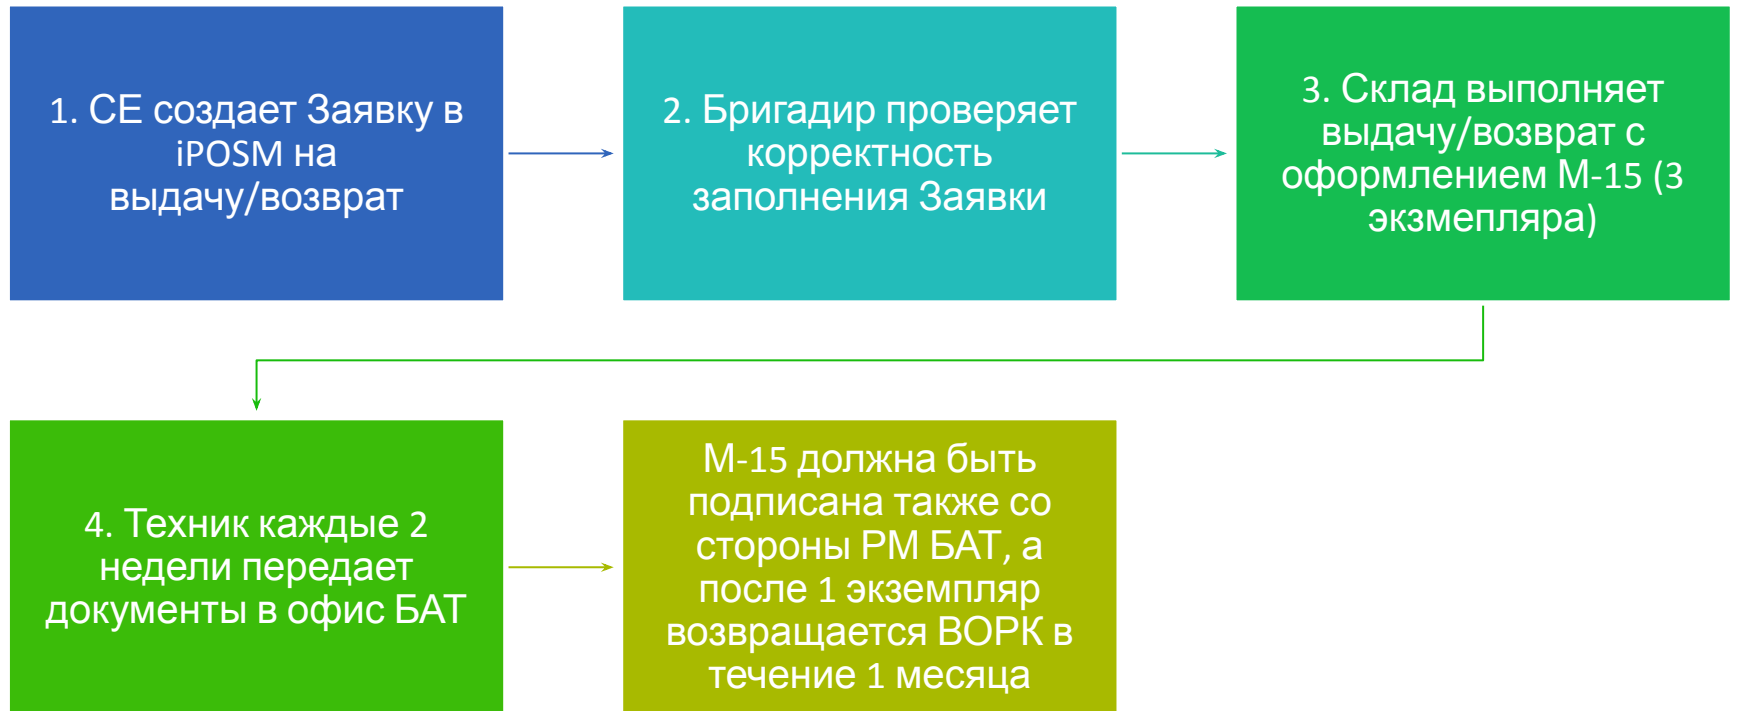 1. СЕ создает Заявку в
iPOSM на
выдачу/возврат
2. Бригадир проверяет
корректность
заполнения Заявки
3. Склад выполняет
выдачу/возврат с
оформлением М-15 (3
экзмепляра)
4. Техник каждые 2
недели передает
документы в офис БАТ
М-15 должна быть
подписана также со
стороны РМ БАТ, а
после 1 экземпляр
возвращается ВОРК в
течение 1 месяца